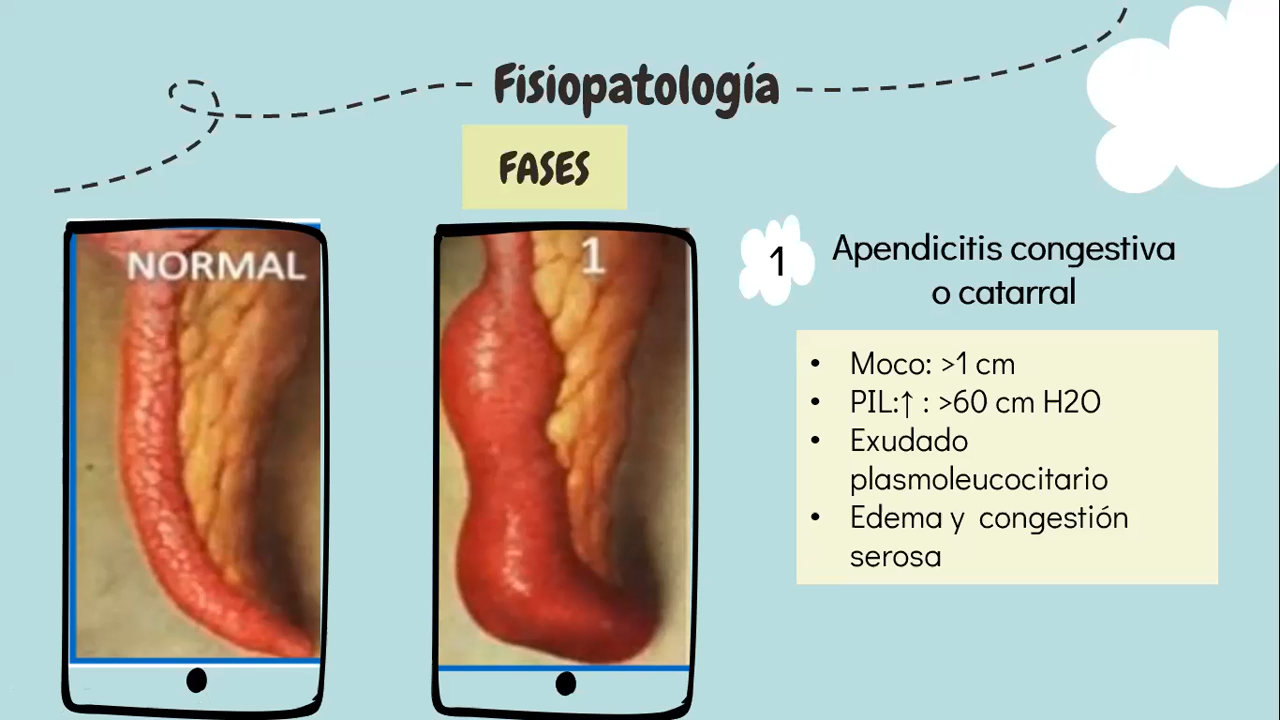 Fisiopatología
FASES
NORMAL
1
1
Apendicitis congestiva
o catarral
• Moco: >1 cm
• PIL:↑ : >60 cm H2O
• Exudado
plasmoleucocitario
• Edema y congestión
serosa